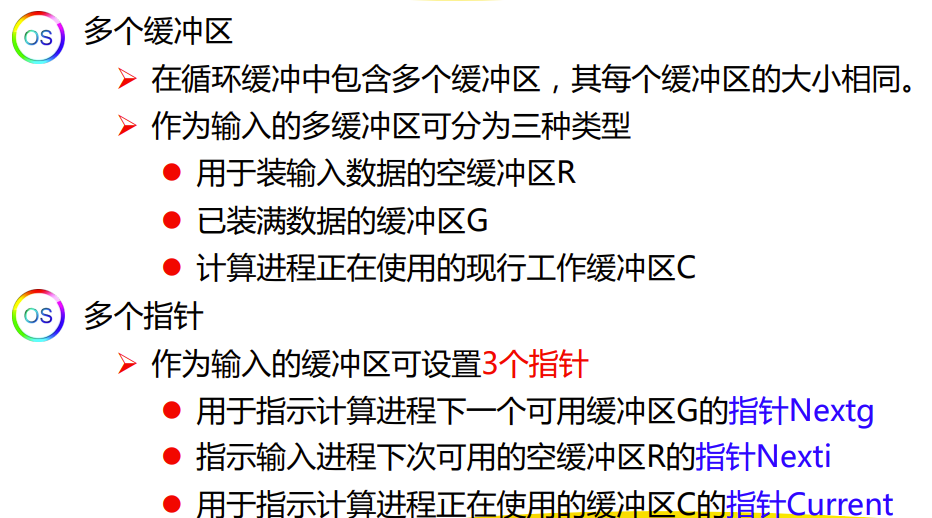 OS 多个缓冲区
在循环缓冲中包含多个缓冲区，其每个缓冲区的大小相同。
作为输入的多缓冲区可分为三种类型
用于装输入数据的空缓冲区R
已装满数据的缓冲区G
计算进程正在使用的现行工作缓冲区C
OS 多个指针
作为输入的缓冲区可设置3个指针
用于指示计算进程下一个可用缓冲区G的指针Nextg
指示输入进程下次可用的空缓冲区R的指针Nexti
用于指示计算进程正在使用的缓冲区C的指针Current